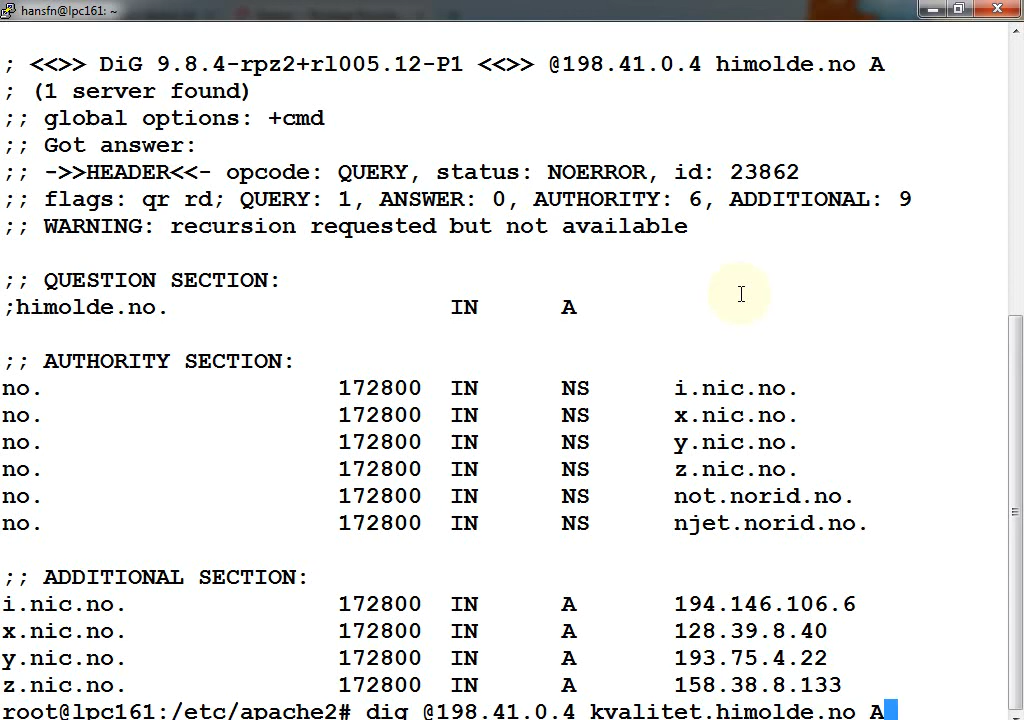 hansfn@lpc161: ~
; <<>> DiG 9.8.4-rpz2+rl005.12-P1 <<>> @198.41.0.4 himolde.no A
; (1 server found)
;; global options: +cmd
;; Got answer:
;; ->>HEADER<<- opcode: QUERY, status: NOERROR, id: 23862
;; flags: qr rd; QUERY: 1, ANSWER: 0, AUTHORITY: 6, ADDITIONAL: 9
;; WARNING: recursion requested but not available
;; QUESTION SECTION:
;himolde.no. IN A
;; AUTHORITY SECTION:
no. 172800 IN NS i.nic.no.
no. 172800 IN NS x.nic.no.
no. 172800 IN NS y.nic.no.
no. 172800 IN NS z.nic.no.
no. 172800 IN NS not.norid.no.
no. 172800 IN NS njet.norid.no.
;; ADDITIONAL SECTION:
i.nic.no. 172800 IN A 194.146.106.6
x.nic.no. 172800 IN A 128.39.8.40
y.nic.no. 172800 IN A 193.75.4.22
z.nic.no. 172800 IN A 158.38.8.133
root@lpc161:/etc/apache2# dig @198.41.0.4 kvalitet.himolde.no A